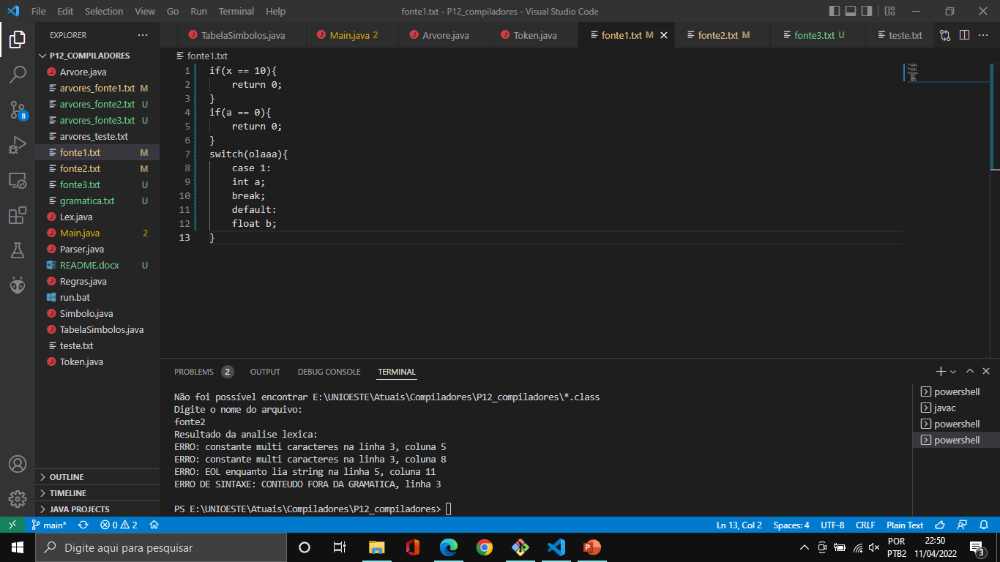 File Edit Selection View Go Run Terminal Help fonte1.txt - P12_compiladores - Visual Studio Code
EXPLORER ···
TabelaSimbolos.java Main.java 2 Arvore.java Token.java fonte1.txt M fonte2.txt M fonte3.txt U teste.txt
P12_COMPILADORES
Arvore.java
arvores_fonte1.txt M
arvores_fonte2.txt U
arvores_fonte3.txt U
arvores_teste.txt
fonte1.txt M
fonte2.txt M
fonte3.txt U
gramatica.txt U
Lex.java
Main.java 2
Parser.java
README.docx U
Regras.java
run.bat
Simbolo.java
TabelaSimbolos.java
teste.txt
Token.java
OUTLINE
TIMELINE
JAVA PROJECTS
8
fonte1.txt
1 if(x == 10){
2 return 0;
3 }
4 if(a == 0){
5 return 0;
6 }
7 switch(olaaa){
8 case 1:
9 int a;
10 break;
11 default:
12 float b;
13 }
PROBLEMS 2 OUTPUT DEBUG CONSOLE TERMINAL
Não foi possível encontrar E:\UNIOESTE\Atuais\Compiladores\P12_compiladores\*.class
Digite o nome do arquivo:
fonte2
Resultado da analise lexica:
ERRO: constante multi caracteres na linha 3, coluna 5
ERRO: constante multi caracteres na linha 3, coluna 8
ERRO: EOL enquanto lia string na linha 5, coluna 11
ERRO DE SINTAXE: CONTEUDO FORA DA GRAMATICA, linha 3
PS E:\UNIOESTE\Atuais\Compiladores\P12_compiladores>
powershell
javac
powershell
powershell
main* 0 2 Ln 13, Col 2 Spaces: 4 UTF-8 CRLF Plain Text
Digite aqui para pesquisar
POR
PTB2
22:50
11/04/2022
3